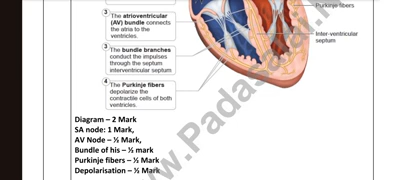 Purkinje fibers
3 The atrioventricular
(AV) bundle connects
the atria to the
ventricles.
Inter-ventricular
septum
3 The bundle branches
conduct the impulses
through the septum
interventricular septum
4 The Purkinje fibers
depolarize the
contractile cells of both
ventricles.
Diagram – 2 Mark
SA node: 1 Mark,
AV Node – ½ Mark,
Bundle of his – ½ mark
Purkinje fibers – ½ Mark
Depolarisation – ½ Mark
www.Padasa